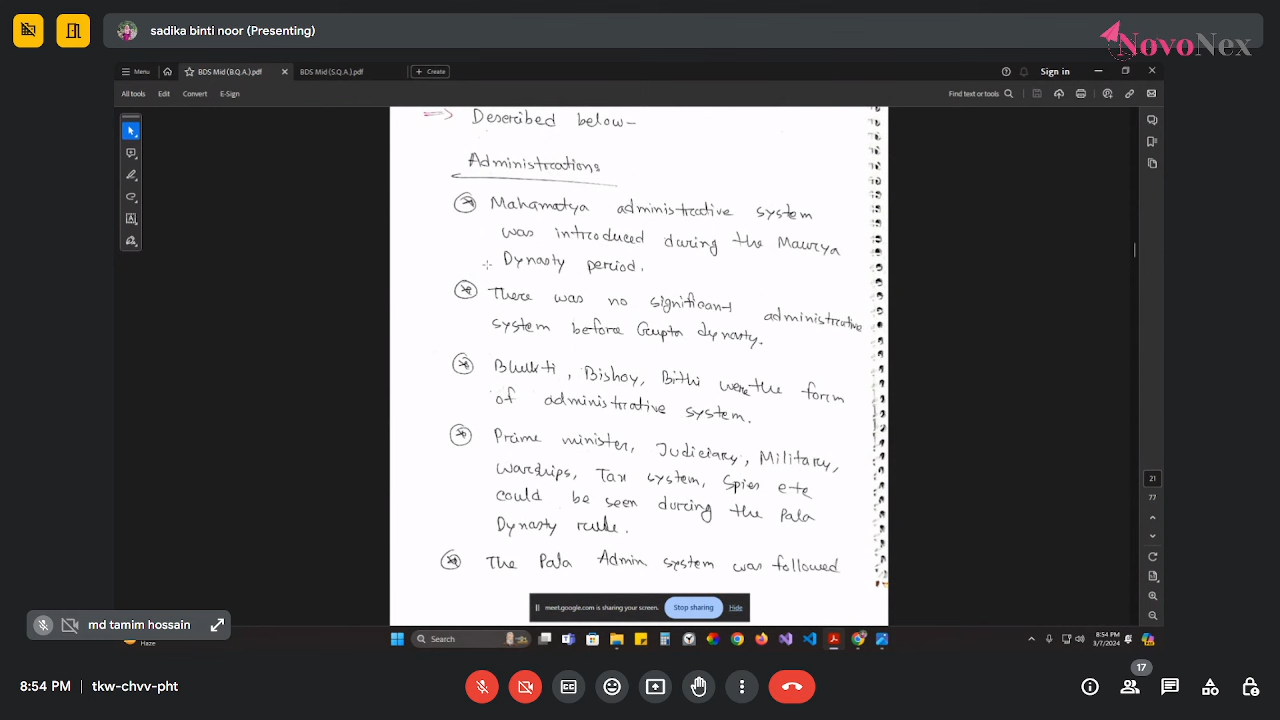 sadika binti noor (Presenting)
NovoNex
Menu
BDS Mid (B.Q.A.).pdf
BDS Mid (S.Q.A.).pdf
Create
Sign in
All tools
Edit
Convert
E-Sign
Find text or tools
=> Described below-
Administrations
Mahamatya administrative system
was introduced during the Maurya
Dynasty period.
There was no significant administrative
system before Gupta dynasty.
Bhukti, Bishoy, Bithi were the form
of administrative system.
Prime minister, Judiciary, Military,
Warships, Tax system, Spies etc
could be seen during the Pala
Dynasty rule.
The Pala Admin system was followed
21
77
meet.google.com is sharing your screen.
Stop sharing
Hide
md tamim hossain
Haze
Search
8:54 PM
3/7/2024
17
8:54 PM
tkw-chvv-pht